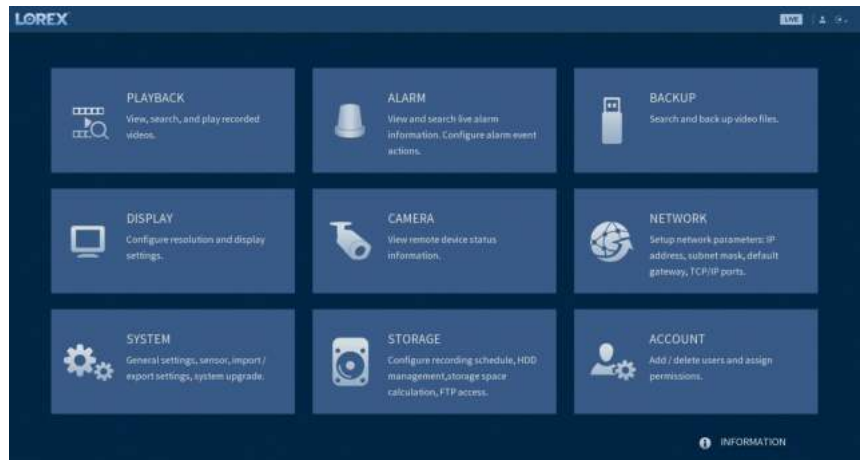 LOREX
LIVE
PLAYBACK
View, search, and play recorded
videos.
ALARM
View and search live alarm
information. Configure alarm event
actions.
BACKUP
Search and back up video files.
DISPLAY
Configure resolution and display
settings.
CAMERA
View remote device status
information.
NETWORK
Setup network parameters: IP
address, subnet mask, default
gateway, TCP/IP ports.
SYSTEM
General settings, sensor, import /
export settings, system upgrade.
STORAGE
Configure recording schedule, HDD
management,storage space
calculation, FTP access.
ACCOUNT
Add / delete users and assign
permissions.
INFORMATION